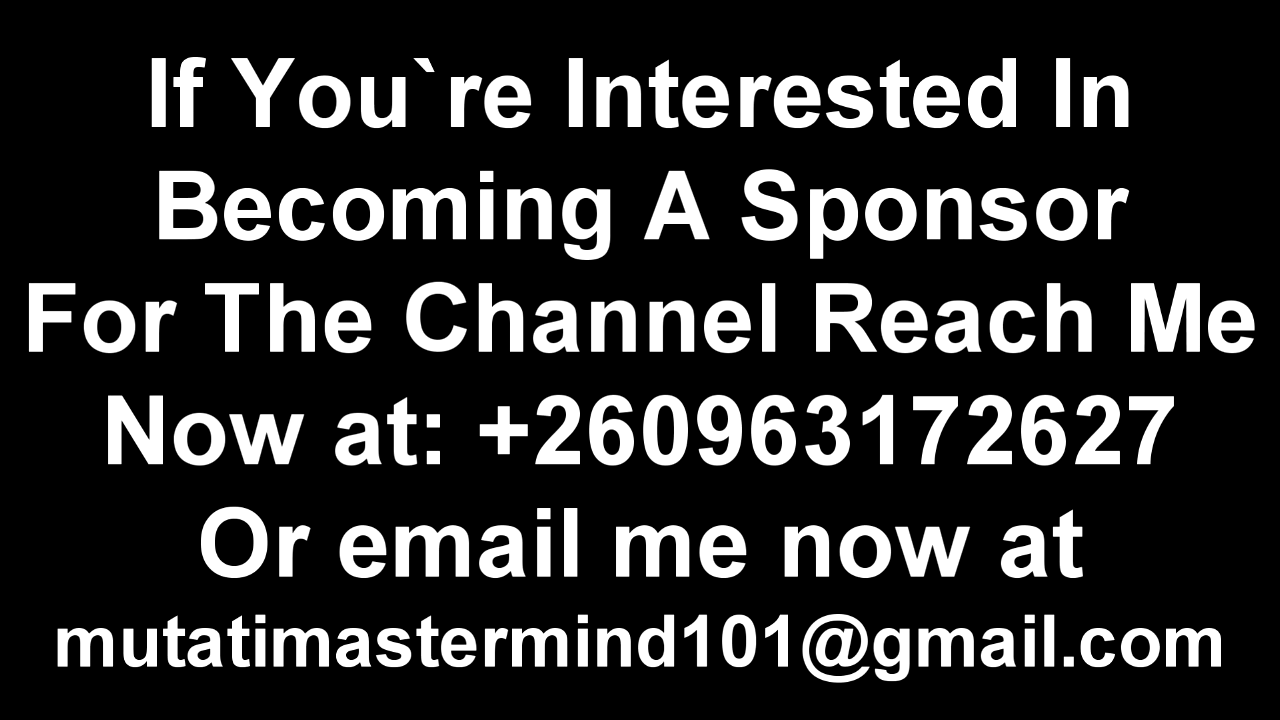 If You`re Interested In
Becoming A Sponsor
For The Channel Reach Me
Now at: +260963172627
Or email me now at
mutatimastermind101@gmail.com